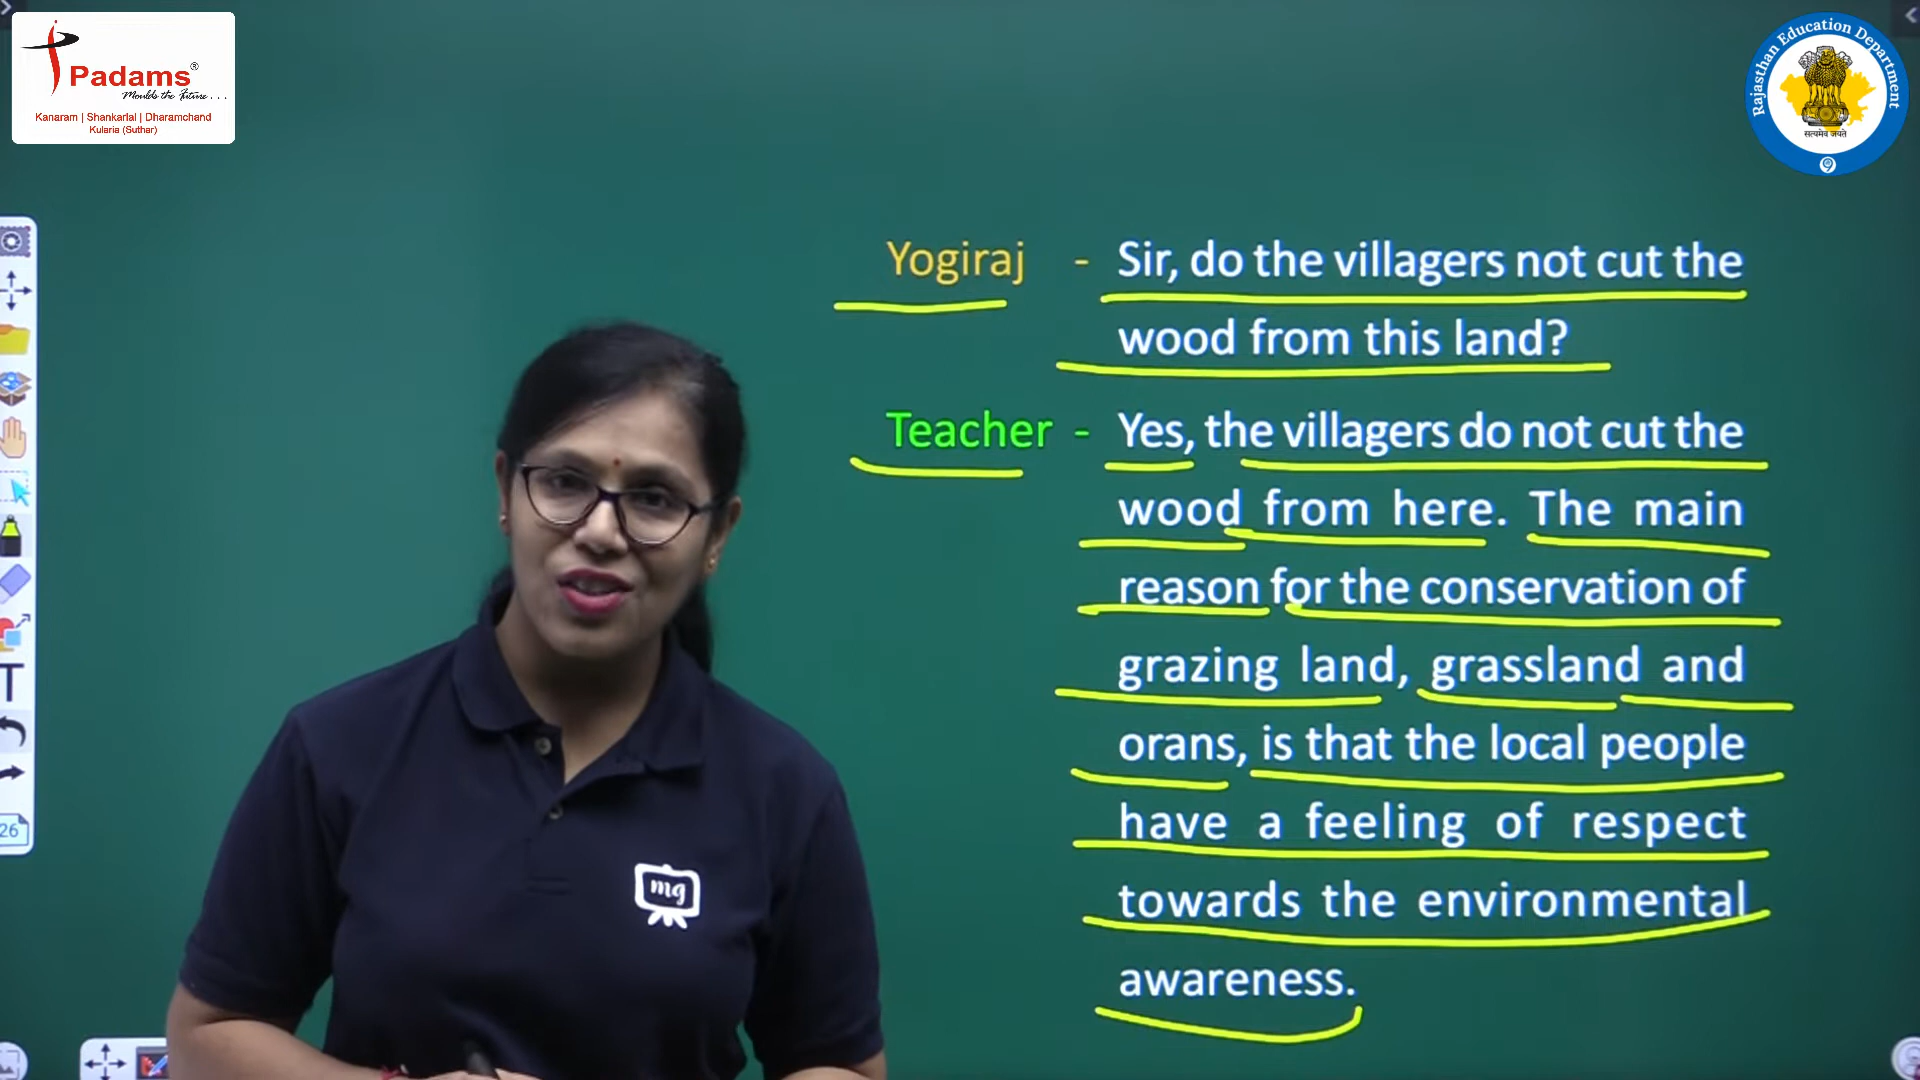 Padams®
Moulds the Future...
Kanaram | Shankarlal | Dharamchand
Kularia (Suthar)
Rajasthan Education Department
सत्यमेव जयते
Yogiraj - Sir, do the villagers not cut the
wood from this land?
Teacher - Yes, the villagers do not cut the
wood from here. The main
reason for the conservation of
grazing land, grassland and
orans, is that the local people
have a feeling of respect
towards the environmental
awareness.
mg
T
26